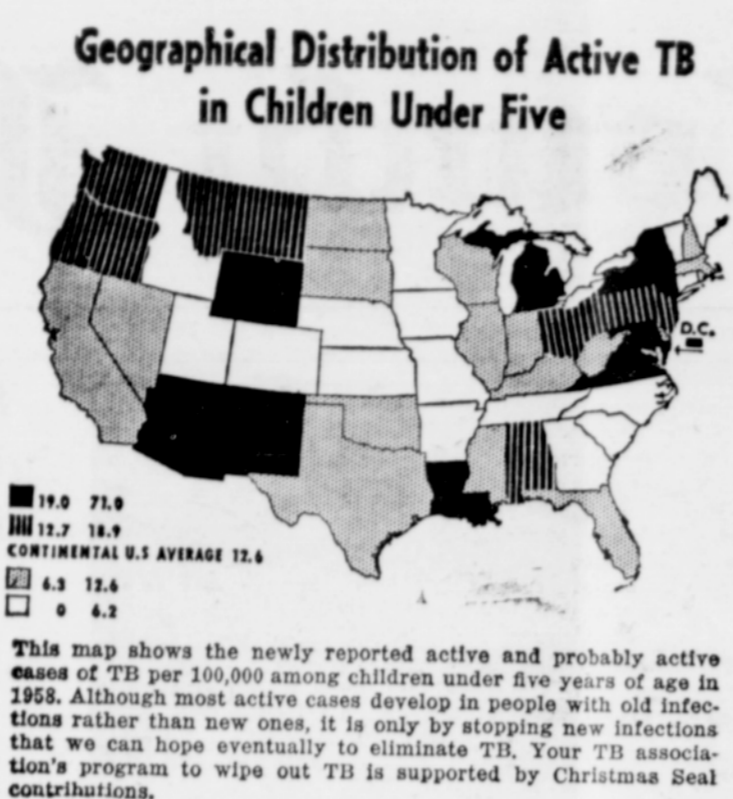 Geographical Distribution of Active TB
in Children Under Five
D.C.
19.0 71.0
12.7 18.9
CONTINENTAL U.S AVERAGE 12.6
6.3 12.6
0 6.2
This map shows the newly reported active and probably active
cases of TB per 100,000 among children under five years of age in
1958. Although most active cases develop in people with old infec-
tions rather than new ones, it is only by stopping new infections
that we can hope eventually to eliminate TB. Your TB associa-
tion's program to wipe out TB is supported by Christmas Seal
contributions.